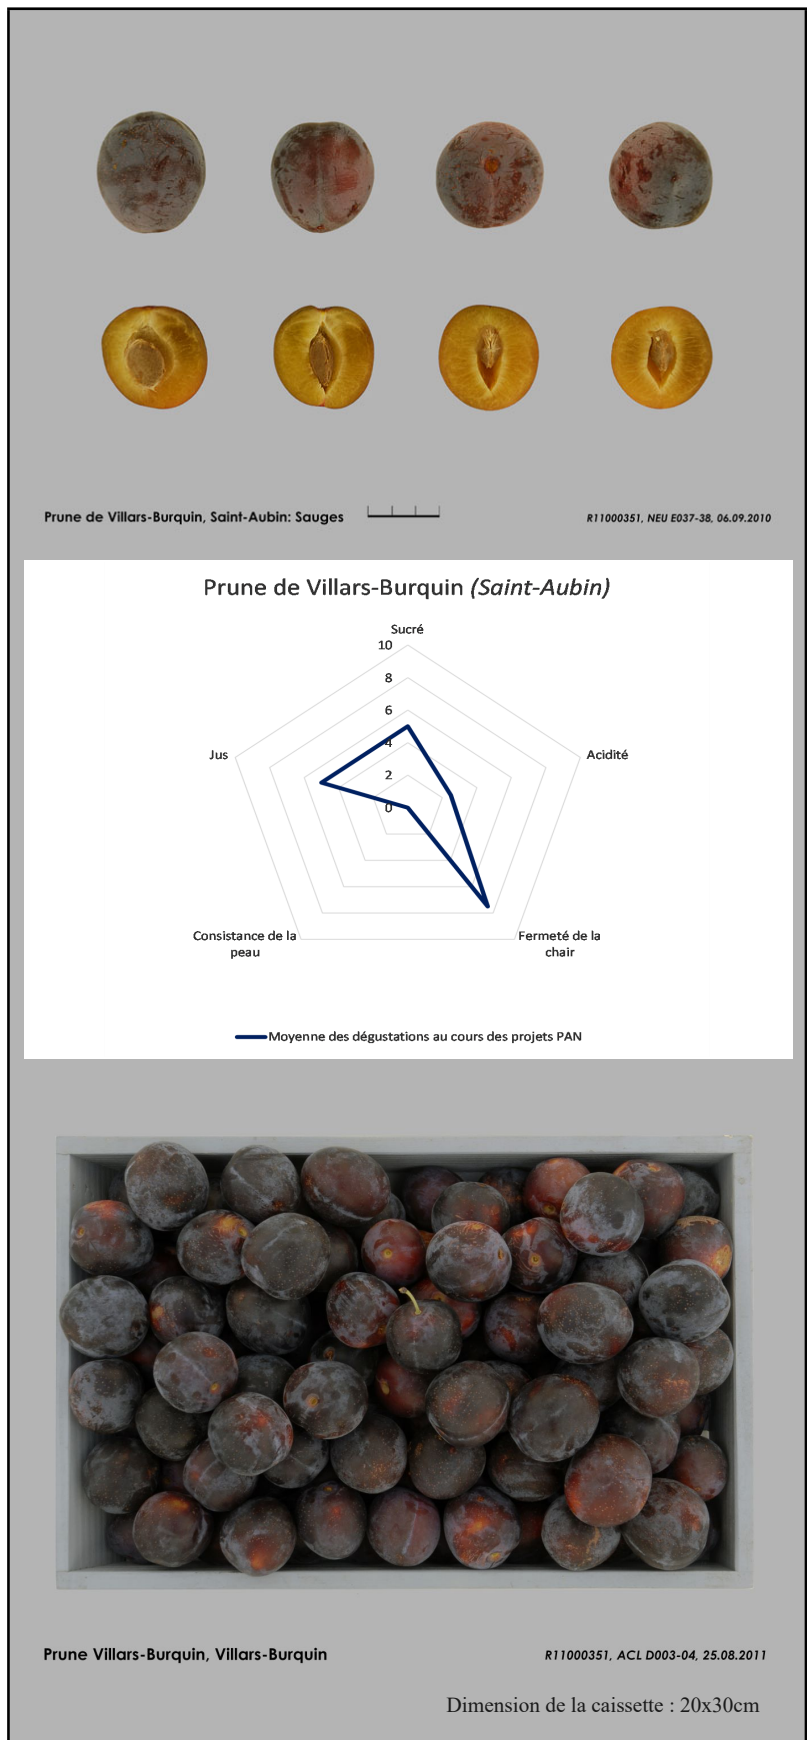 Prune de Villars-Burquin, Saint-Aubin: Sauges
R11000351, NEU E037-38, 06.09.2010
Prune de Villars-Burquin (Saint-Aubin)
Sucré
10
8
6
4
2
0
Jus
Acidité
Consistance de la
peau
Fermeté de la
chair
Moyenne des dégustations au cours des projets PAN
Prune Villars-Burquin, Villars-Burquin
R11000351, ACL D003-04, 25.08.2011
Dimension de la caissette : 20x30cm